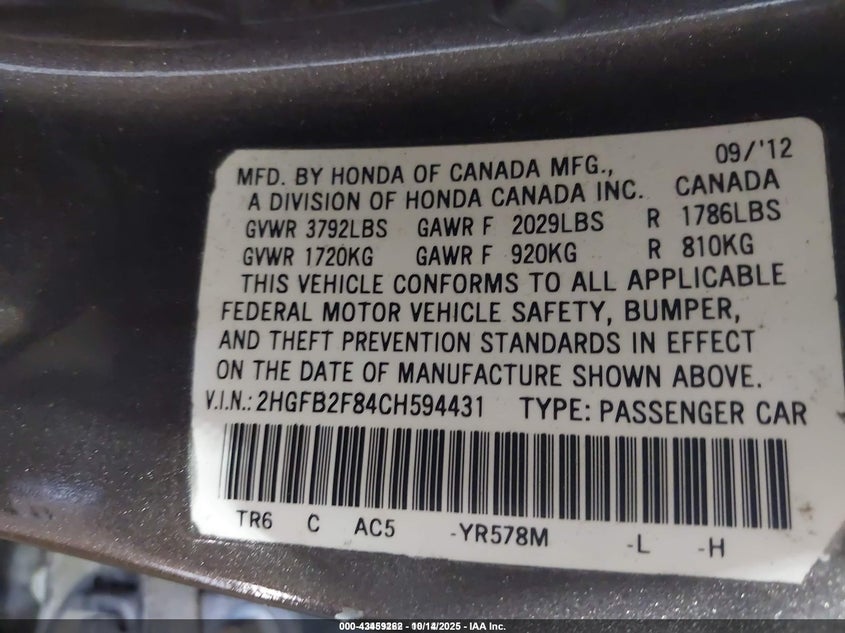 09/'12
MFD. BY HONDA OF CANADA MFG.,
A DIVISION OF HONDA CANADA INC. CANADA
GVWR 3792LBS GAWR F 2029LBS R 1786LBS
GVWR 1720KG GAWR F 920KG R 810KG
THIS VEHICLE CONFORMS TO ALL APPLICABLE
FEDERAL MOTOR VEHICLE SAFETY, BUMPER,
AND THEFT PREVENTION STANDARDS IN EFFECT
ON THE DATE OF MANUFACTURE SHOWN ABOVE.
V.I.N.: 2HGFB2F84CH594431 TYPE: PASSENGER CAR
TR6 C AC5 -YR578M -L -H
IAA Inc.